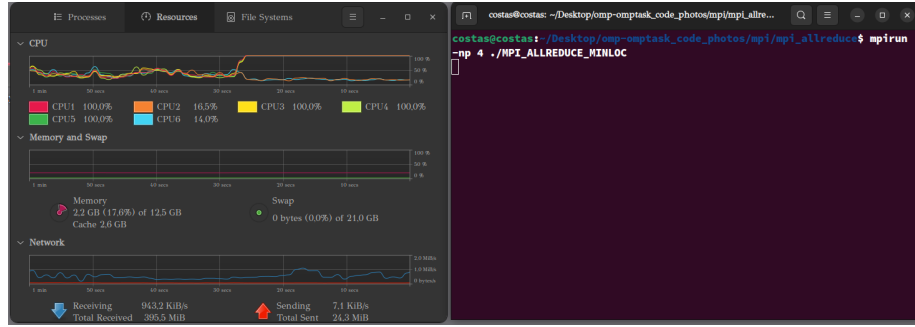 Processes Resources File Systems
CPU
100 %
50 %
0 %
1 min 50 secs 40 secs 30 secs 20 secs 10 secs
CPU1 100,0% CPU2 16,5% CPU3 100,0% CPU4 100,0%
CPU5 100,0% CPU6 14,0%
Memory and Swap
100 %
50 %
0 %
1 min 50 secs 40 secs 30 secs 20 secs 10 secs
Memory
2,2 GB (17,6%) of 12,5 GB
Cache 2,6 GB
Swap
0 bytes (0,0%) of 21,0 GB
Network
2.0 MiB/s
1.0 MiB/s
0 bytes/s
1 min 50 secs 40 secs 30 secs 20 secs 10 secs
Receiving 943,2 KiB/s
Total Received 395,5 MiB
Sending 7,1 KiB/s
Total Sent 24,3 MiB
costas@costas: ~/Desktop/omp-omptask_code_photos/mpi/mpi_allre...
costas@costas:~/Desktop/omp-omptask_code_photos/mpi/mpi_allreduce$ mpirun
-np 4 ./MPI_ALLREDUCE_MINLOC